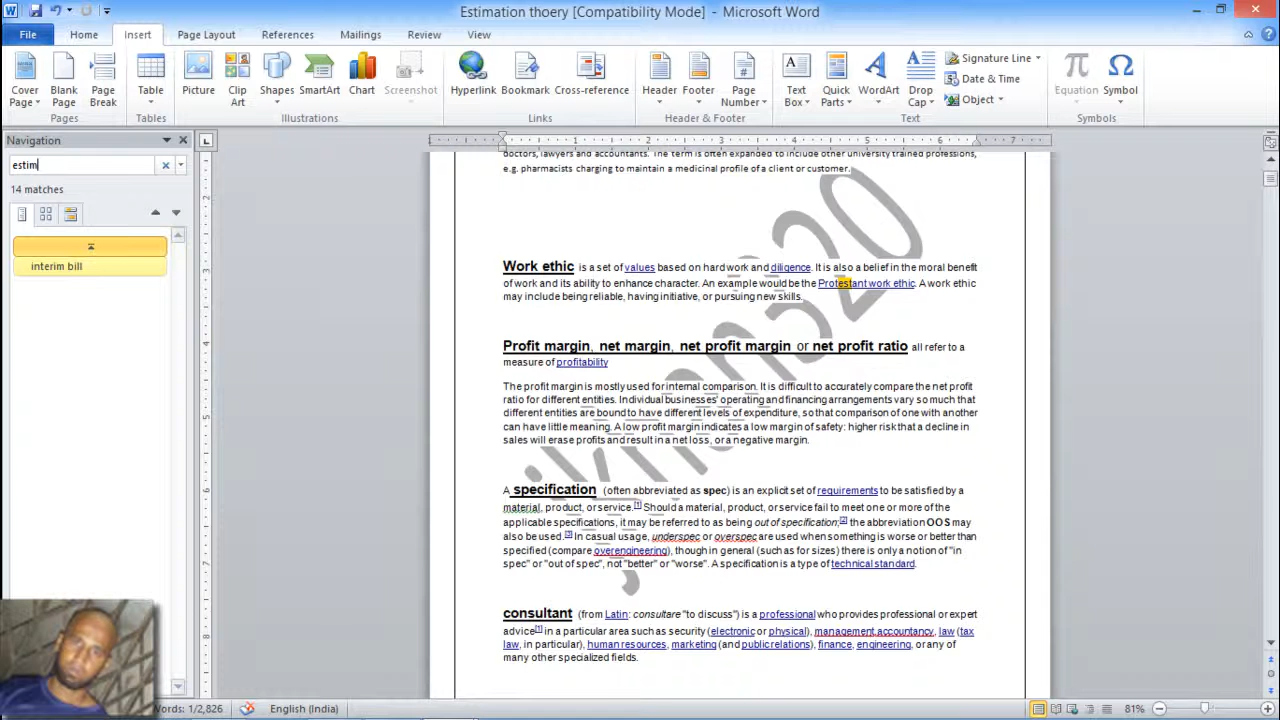 Estimation thoery [Compatibility Mode] - Microsoft Word
File Home Insert Page Layout References Mailings Review View
Cover Page Blank Page Page Break Table Picture Clip Art Shapes SmartArt Chart Screenshot Hyperlink Bookmark Cross-reference Header Footer Page Number Text Box Quick Parts WordArt Drop Cap Signature Line Date & Time Object Equation Symbol
Pages Tables Illustrations Links Header & Footer Text Symbols
Navigation
estim
14 matches
interim bill
1 2 3 4 5 6 7
doctors, lawyers and accountants. The term is often expanded to include other university trained professions,
e.g. pharmacists charging to maintain a medicinal profile of a client or customer.
Work ethic is a set of values based on hard work and diligence. It is also a belief in the moral benefit
of work and its ability to enhance character. An example would be the Protestant work ethic. A work ethic
may include being reliable, having initiative, or pursuing new skills.
Profit margin, net margin, net profit margin or net profit ratio all refer to a
measure of profitability
The profit margin is mostly used for internal comparison. It is difficult to accurately compare the net profit
ratio for different entities. Individual businesses' operating and financing arrangements vary so much that
different entities are bound to have different levels of expenditure, so that comparison of one with another
can have little meaning. A low profit margin indicates a low margin of safety: higher risk that a decline in
sales will erase profits and result in a net loss, or a negative margin.
A specification (often abbreviated as spec) is an explicit set of requirements to be satisfied by a
material, product, or service.[1] Should a material, product, or service fail to meet one or more of the
applicable specifications, it may be referred to as being out of specification;[2] the abbreviation OOS may
also be used.[3] In casual usage, underspec or overspec are used when something is worse or better than
specified (compare overengineering), though in general (such as for sizes) there is only a notion of "in
spec" or "out of spec", not "better" or "worse". A specification is a type of technical standard.
consultant (from Latin: consultare "to discuss") is a professional who provides professional or expert
advice[1] in a particular area such as security (electronic or physical), management,accountancy, law (tax
law, in particular), human resources, marketing (and public relations), finance, engineering, or any of
many other specialized fields.
Words: 1/2,826 English (India) 81%